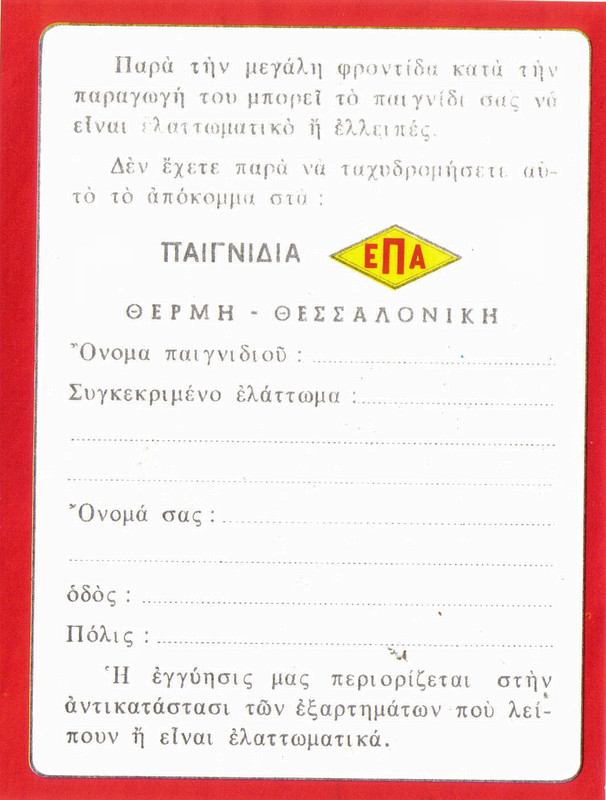 Παρὰ τὴν μεγάλη φροντίδα κατὰ τὴν
παραγωγή του μπορεῖ τὸ παιγνίδι σας νά
εἶναι ἐλαττωματικὸ ἤ ἐλλειπές.
Δὲν ἔχετε παρὰ νὰ ταχυδρομήσετε αὐ-
τὸ τὸ ἀπόκομμα στὰ :
ΠΑΙΓΝΙΔΙΑ ΕΠΑ
ΘΕΡΜΗ - ΘΕΣΣΑΛΟΝΙΚΗ
Ὄνομα παιγνιδιοῦ :
Συγκεκριμένο ἐλάττωμα :
Ὄνομά σας :
ὁδὸς :
Πόλις :
Ἡ ἐγγύησις μας περιορίζεται στὴν
ἀντικατάστασι τῶν ἐξαρτημάτων ποὺ λεί-
πουν ἤ εἶναι ἐλαττωματικά.